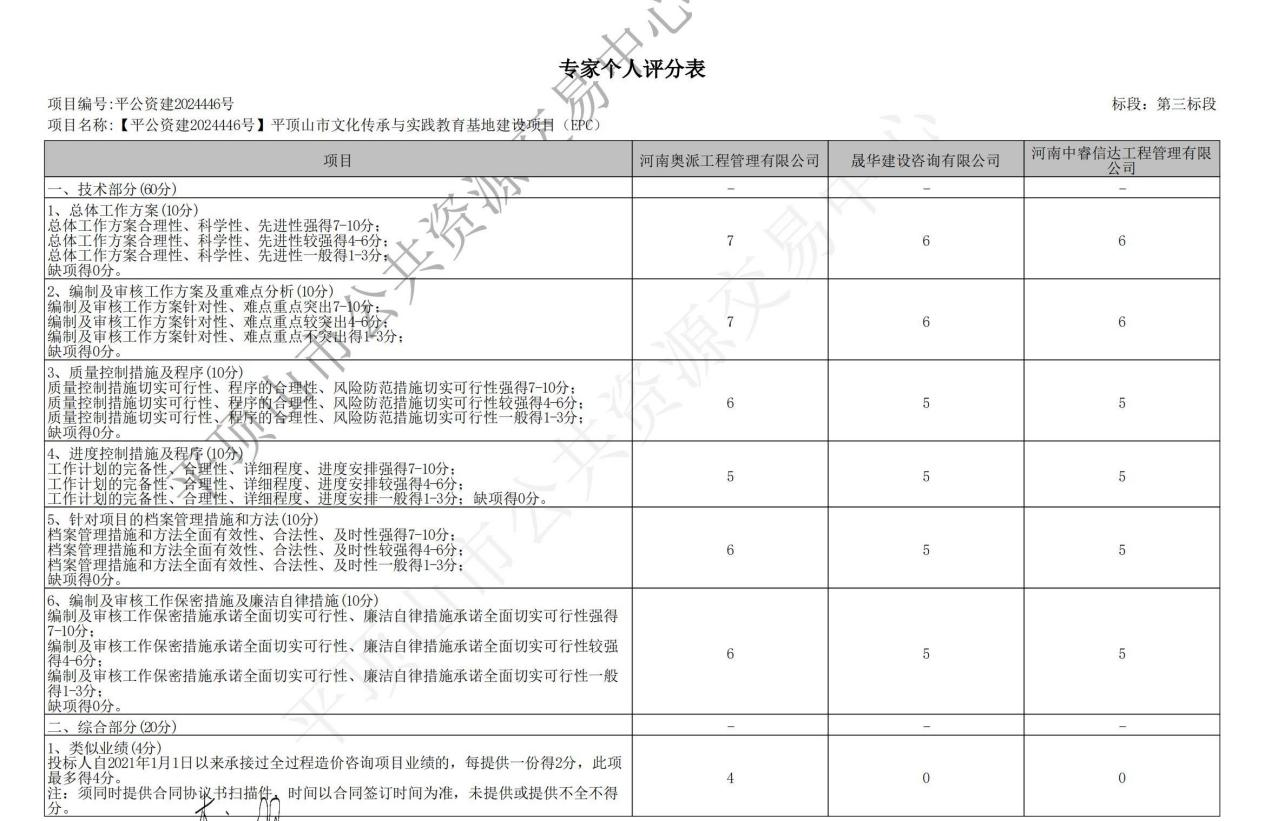 专家个人评分表
项目编号:平公资建2024446号
标段：第三标段
项目名称:【平公资建2024446号】平顶山市文化传承与实践教育基地建设项目（EPC）
项目
河南奥派工程管理有限公司
晟华建设咨询有限公司
河南中睿信达工程管理有限
公司
一、技术部分(60分)
-
-
-
1、总体工作方案(10分)
总体工作方案合理性、科学性、先进性强得7-10分；
总体工作方案合理性、科学性、先进性较强得4-6分；
总体工作方案合理性、科学性、先进性一般得1-3分；
缺项得0分。
7
6
6
2、编制及审核工作方案及重难点分析(10分)
编制及审核工作方案针对性、难点重点突出7-10分；
编制及审核工作方案针对性、难点重点较突出4-6分；
编制及审核工作方案针对性、难点重点不突出得1-3分；
缺项得0分。
7
6
6
3、质量控制措施及程序(10分)
质量控制措施切实可行性、程序的合理性、风险防范措施切实可行性强得7-10分；
质量控制措施切实可行性、程序的合理性、风险防范措施切实可行性较强得4-6分；
质量控制措施切实可行性、程序的合理性、风险防范措施切实可行性一般得1-3分；
缺项得0分。
6
5
5
4、进度控制措施及程序(10分)
工作计划的完备性、合理性、详细程度、进度安排强得7-10分；
工作计划的完备性、合理性、详细程度、进度安排较强得4-6分；
工作计划的完备性、合理性、详细程度、进度安排一般得1-3分；缺项得0分。
5
5
5
5、针对项目的档案管理措施和方法(10分)
档案管理措施和方法全面有效性、合法性、及时性强得7-10分；
档案管理措施和方法全面有效性、合法性、及时性较强得4-6分；
档案管理措施和方法全面有效性、合法性、及时性一般得1-3分；
缺项得0分。
6
5
5
6、编制及审核工作保密措施及廉洁自律措施(10分)
编制及审核工作保密措施承诺全面切实可行性、廉洁自律措施承诺全面切实可行性强得
7-10分；
编制及审核工作保密措施承诺全面切实可行性、廉洁自律措施承诺全面切实可行性较强
得4-6分；
编制及审核工作保密措施承诺全面切实可行性、廉洁自律措施承诺全面切实可行性一般
得1-3分；
缺项得0分。
6
5
5
二、综合部分(20分)
-
-
-
1、类似业绩(4分)
投标人自2021年1月1日以来承接过全过程造价咨询项目业绩的，每提供一份得2分，此项
最多得4分。
注：须同时提供合同协议书扫描件，时间以合同签订时间为准，未提供或提供不全不得
分。
4
0
0
平顶山市公共资源交易中心
平顶山市公共资源交易中心